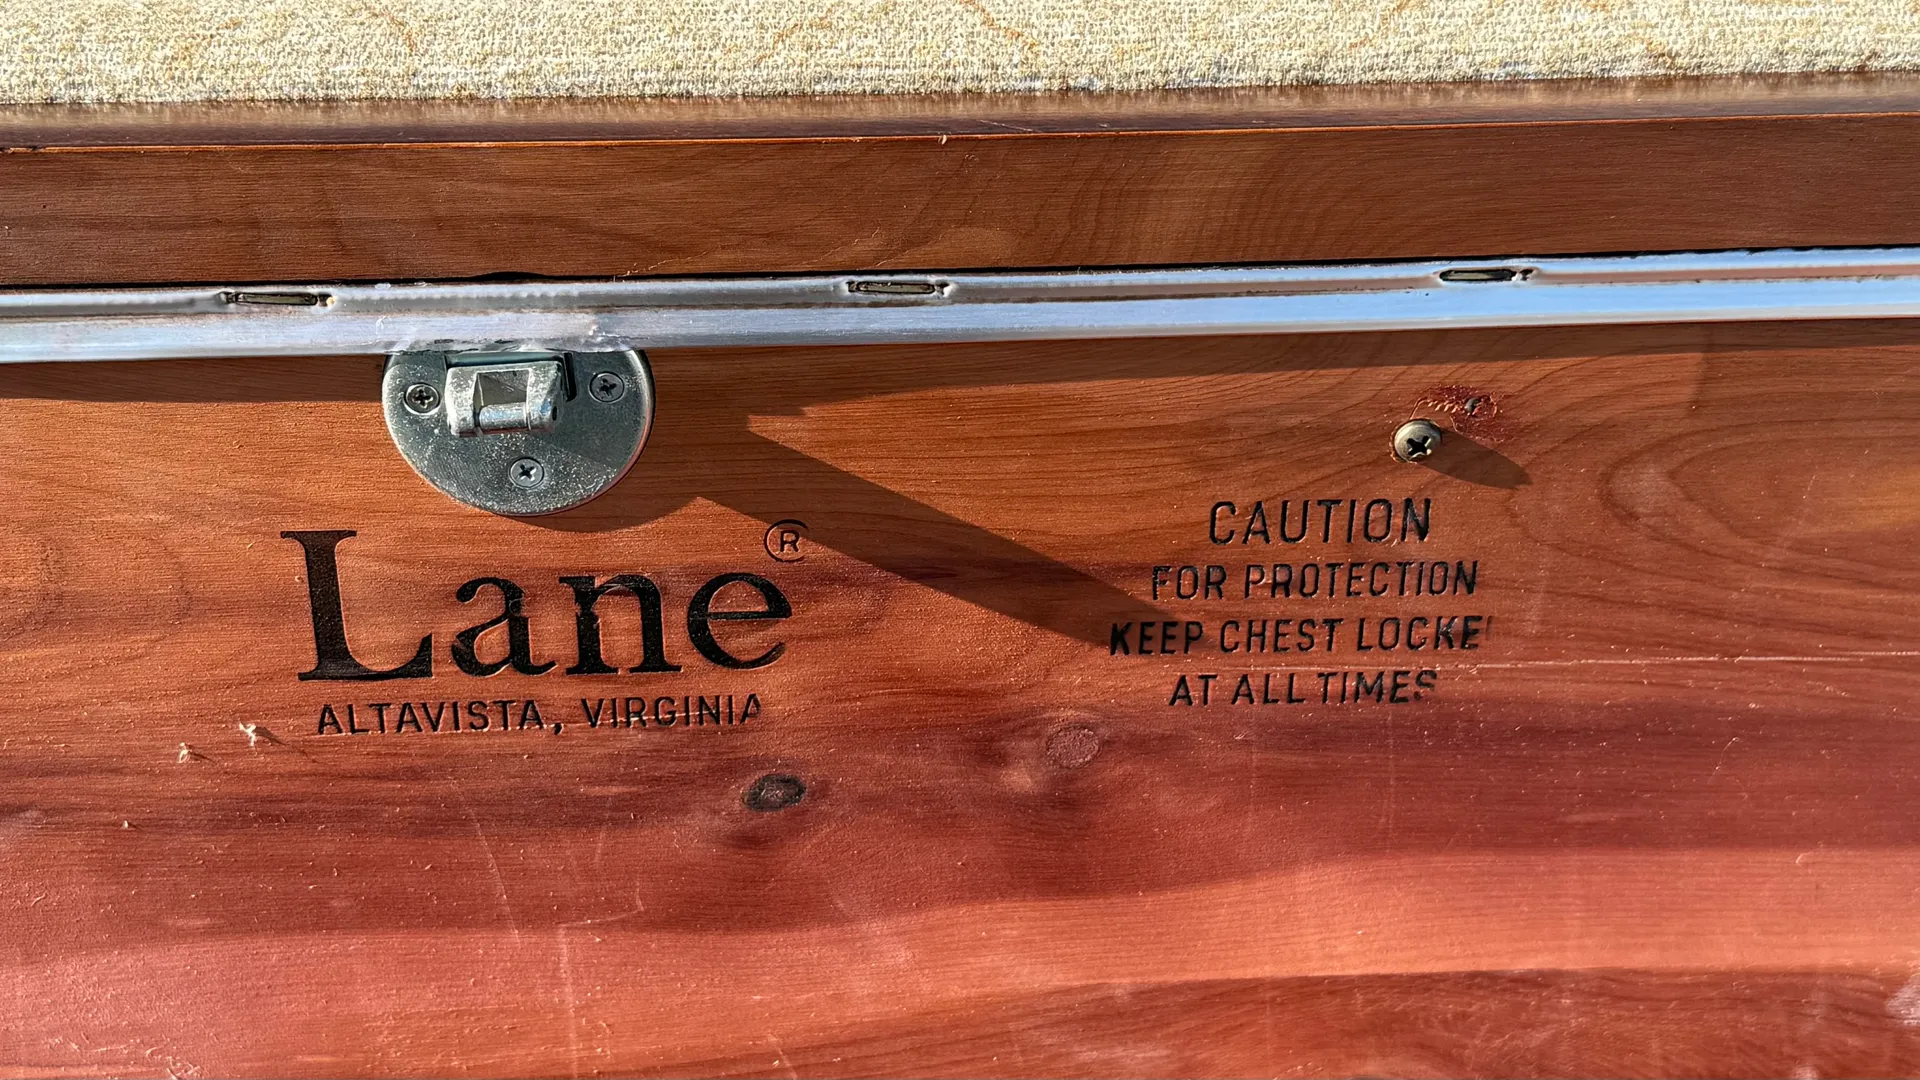 Lane®
ALTAVISTA, VIRGINIA
CAUTION
FOR PROTECTION
KEEP CHEST LOCKE
AT ALL TIMES